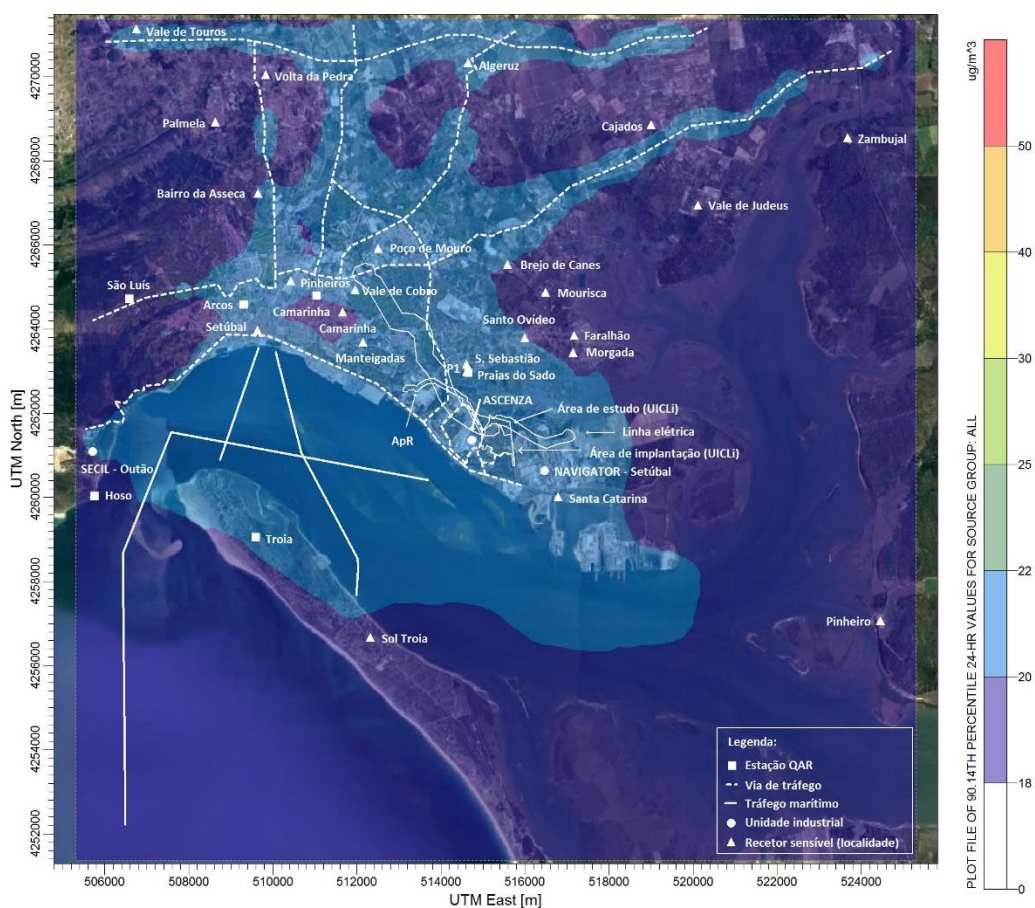 Vale de Touros
Volta da Pedra
Algeruz
Palmela
Cajados
Zambujal
Bairro da Asseca
Vale de Judeus
Poço de Mouro
Brejo de Canes
São Luís
Pinheiros
Vale de Cobro
Mourisca
Arcos
Camarinha
Setúbal
Camarinha
Santo Ovídeo
Faralhão
Manteigadas
Morgada
S. Sebastião
P1
Praias do Sado
ASCENZA
Área de estudo (UICLi)
ApR
Linha elétrica
Área de implantação (UICLi)
SECIL - Outão
NAVIGATOR - Setúbal
Hoso
Santa Catarina
Troia
Sol Troia
Pinheiro
Legenda:
Estação QAR
Via de tráfego
Tráfego marítimo
Unidade industrial
Recetor sensível (localidade)
UTM North [m]
4270000
4268000
4266000
4264000
4262000
4260000
4258000
4256000
4254000
4252000
506000 508000 510000 512000 514000 516000 518000 520000 522000 524000
UTM East [m]
ug/m^3
50
40
30
25
22
20
18
0
PLOT FILE OF 90.14TH PERCENTILE 24-HR VALUES FOR SOURCE GROUP: ALL